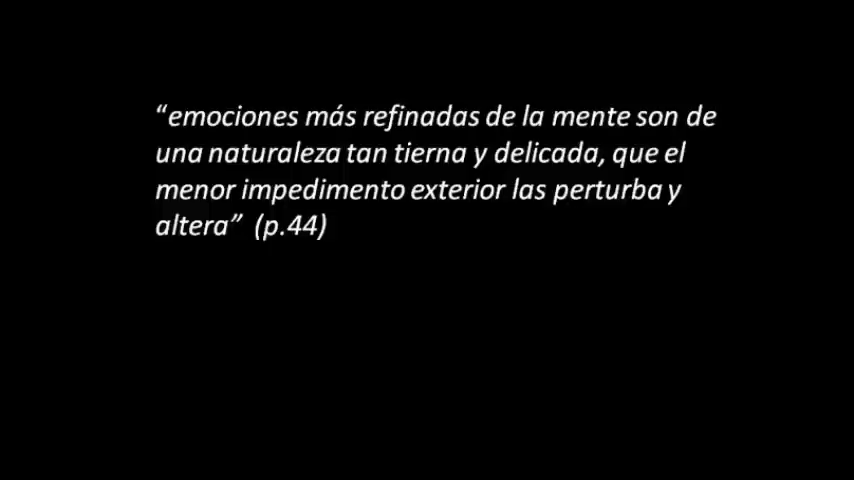 “emociones más refinadas de la mente son de
una naturaleza tan tierna y delicada, que el
menor impedimento exterior las perturba y
altera” (p.44)